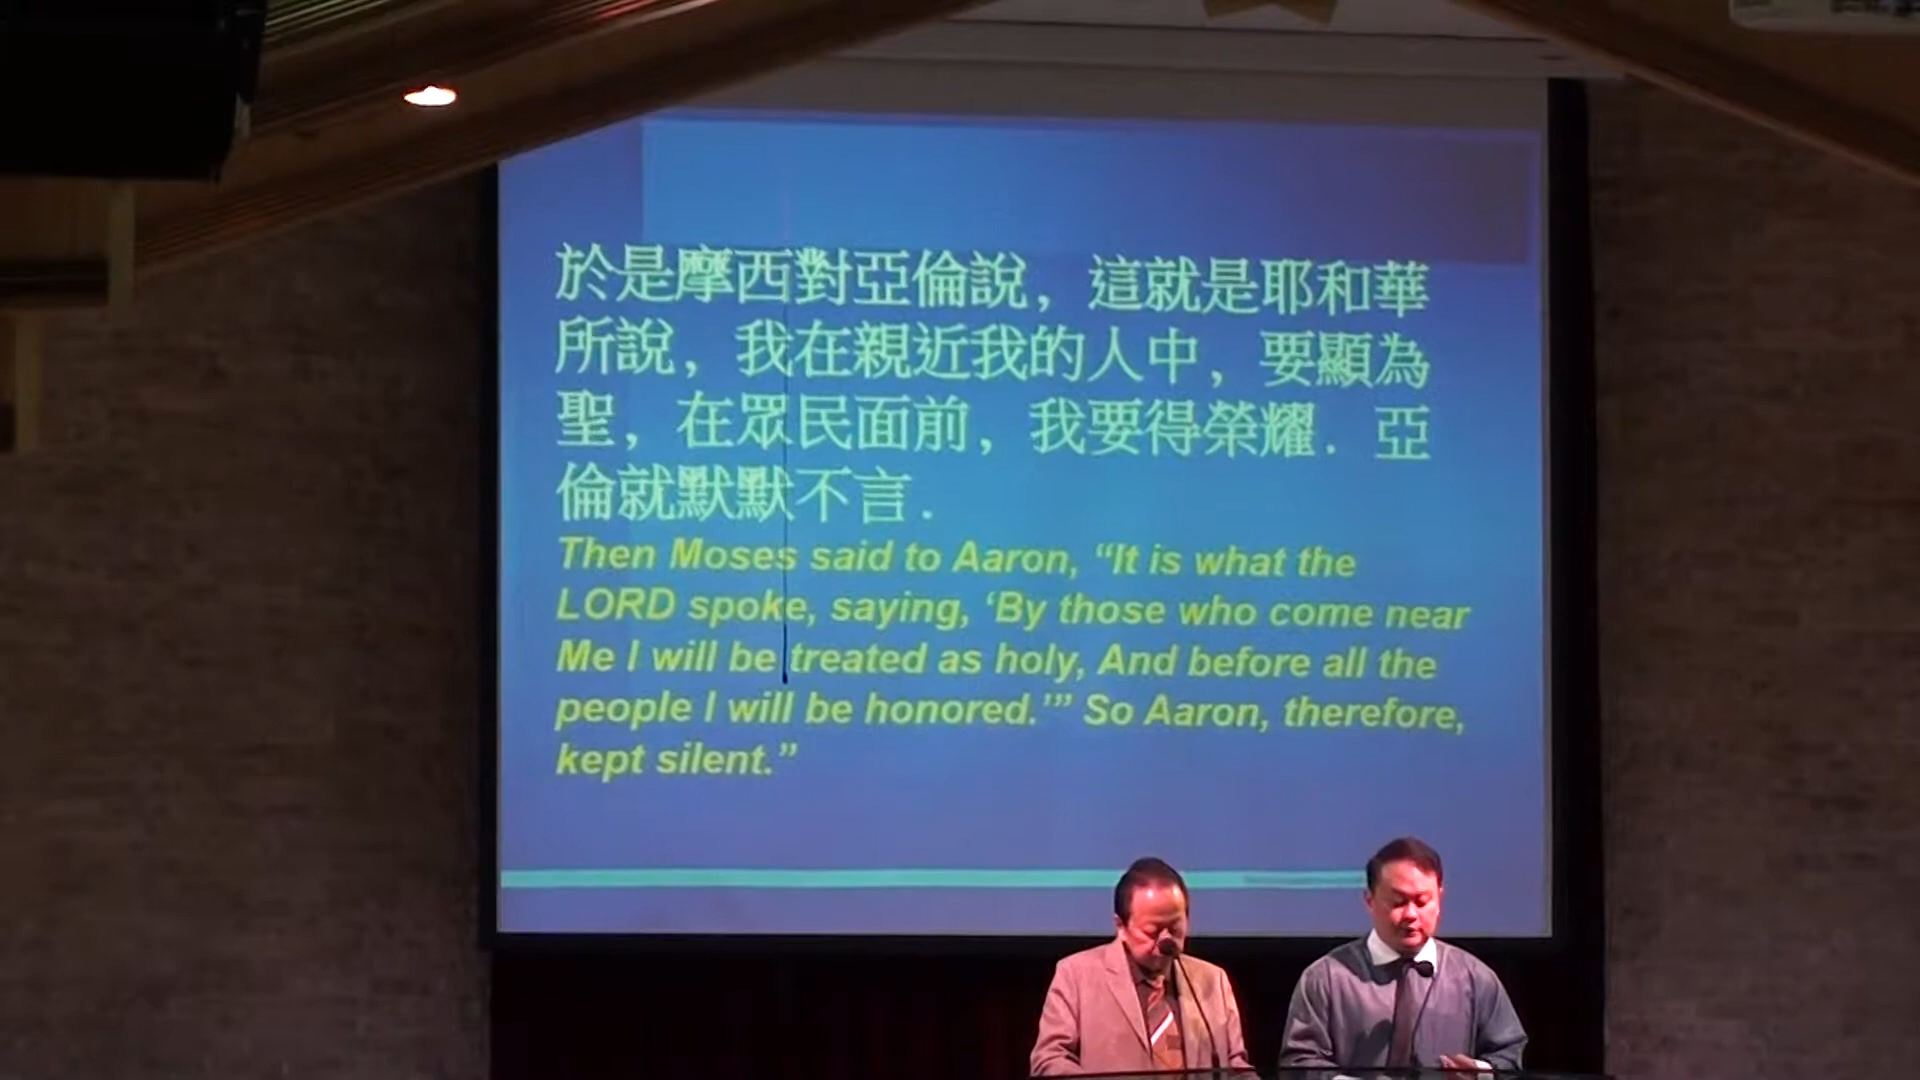 於是摩西對亞倫說，這就是耶和華
所說，我在親近我的人中，要顯為
聖，在眾民面前，我要得榮耀．亞
倫就默默不言．
Then Moses said to Aaron, “It is what the
LORD spoke, saying, ‘By those who come near
Me I will be treated as holy, And before all the
people I will be honored.’” So Aaron, therefore,
kept silent.”